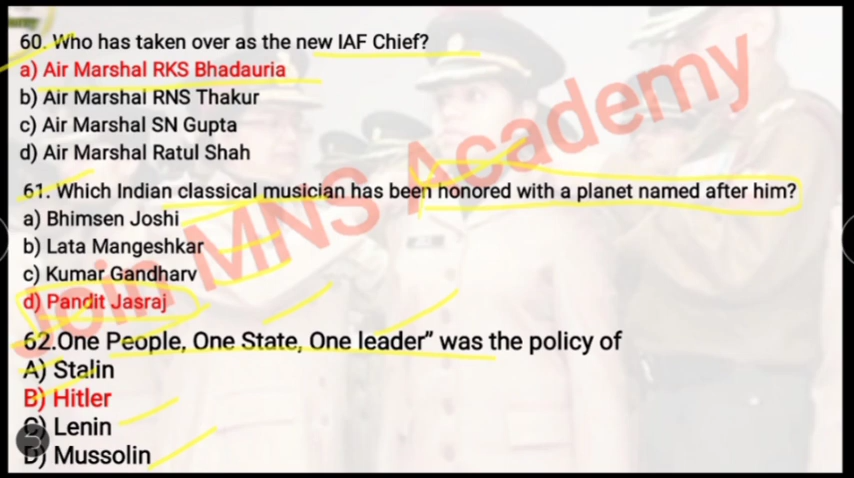 60. Who has taken over as the new IAF Chief?
a) Air Marshal RKS Bhadauria
b) Air Marshal RNS Thakur
c) Air Marshal SN Gupta
d) Air Marshal Ratul Shah
61. Which Indian classical musician has been honored with a planet named after him?
a) Bhimsen Joshi
b) Lata Mangeshkar
c) Kumar Gandharv
d) Pandit Jasraj
62.One People, One State, One leader” was the policy of
A) Stalin
B) Hitler
C) Lenin
D) Mussolin
Join MNS Academy